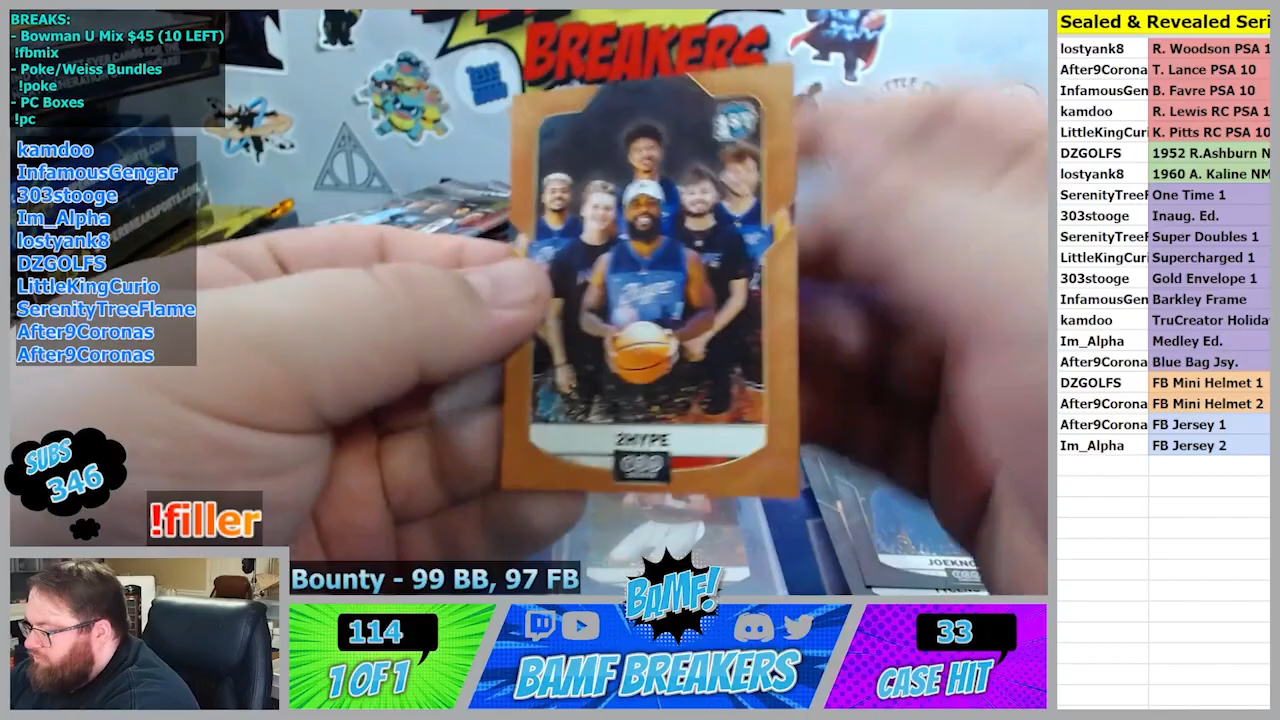 BREAKS:
- Bowman U Mix $45 (10 LEFT)
!fbmix
- Poke/Weiss Bundles
!poke
- PC Boxes
!pc
kamdoo
InfamousGengar
303stooge
Im_Alpha
lostyank8
DZGOLFS
LittleKingCurio
SerenityTreeFlame
After9Coronas
After9Coronas
SUBS
346
!filler
BREAKERS
2HYPE
JOEKNO
Bounty - 99 BB, 97 FB
BAMF!
114
1 OF 1
BAMF BREAKERS
33
CASE HIT
Sealed & Revealed Seri
lostyank8 R. Woodson PSA 1
After9Corona T. Lance PSA 10
InfamousGen B. Favre PSA 10
kamdoo R. Lewis RC PSA 1
LittleKingCuri K. Pitts RC PSA 10
DZGOLFS 1952 R.Ashburn N
lostyank8 1960 A. Kaline NM
SerenityTreeF One Time 1
303stooge Inaug. Ed.
SerenityTreeF Super Doubles 1
LittleKingCuri Supercharged 1
303stooge Gold Envelope 1
InfamousGen Barkley Frame
kamdoo TruCreator Holida
Im_Alpha Medley Ed.
After9Corona Blue Bag Jsy.
DZGOLFS FB Mini Helmet 1
After9Corona FB Mini Helmet 2
After9Corona FB Jersey 1
Im_Alpha FB Jersey 2